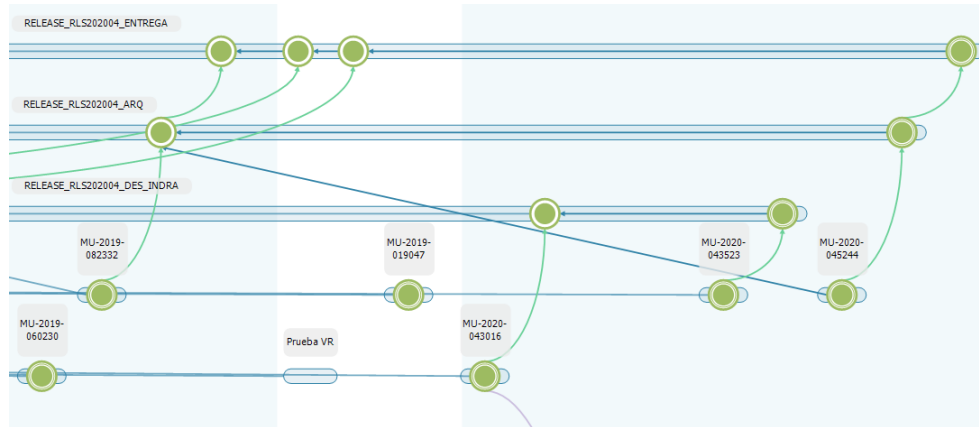 RELEASE_RLS202004_ENTREGA
RELEASE_RLS202004_ARQ
RELEASE_RLS202004_DES_INDRA
MU-2019-
082332
MU-2019-
019047
MU-2020-
043523
MU-2020-
045244
MU-2019-
060230
Prueba VR
MU-2020-
043016